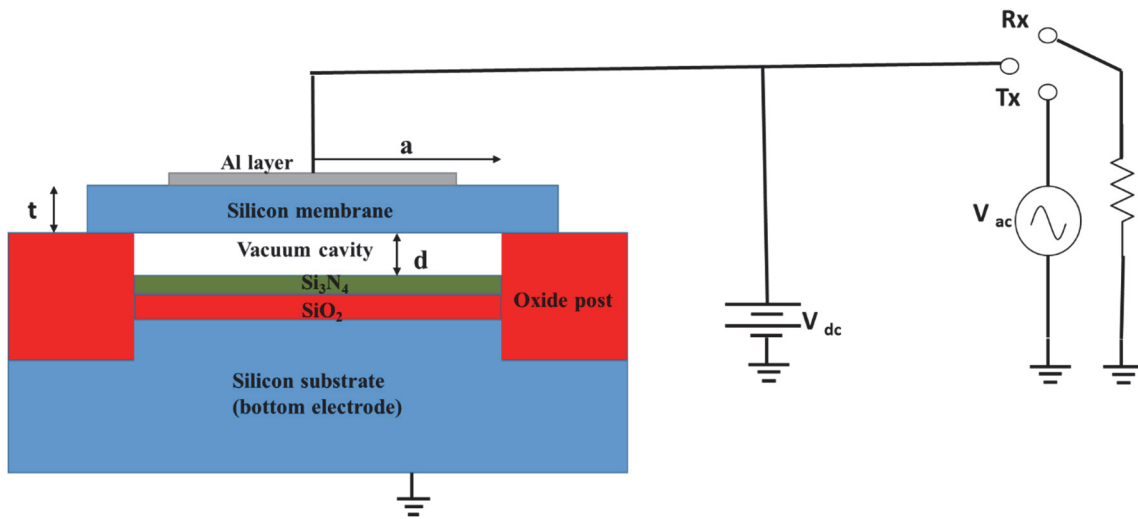 Rx
Tx
a
Al layer
t
Silicon membrane
V ac
Vacuum cavity
d
Si₃N₄
Oxide post
SiO₂
V dc
Silicon substrate
(bottom electrode)